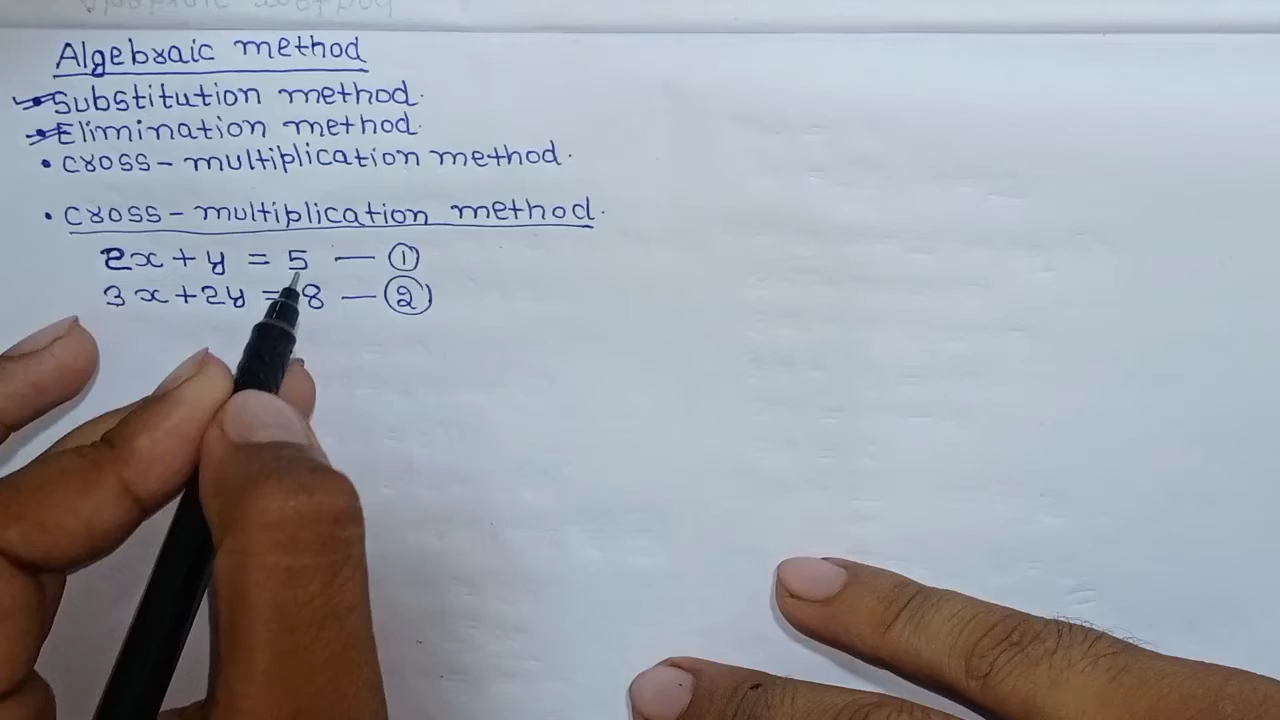 Algebraic method
Substitution method.
Elimination method.
• cross-multiplication method.
• cross-multiplication method.
2x + y = 5 — ①
3x + 2y = 8 — ②